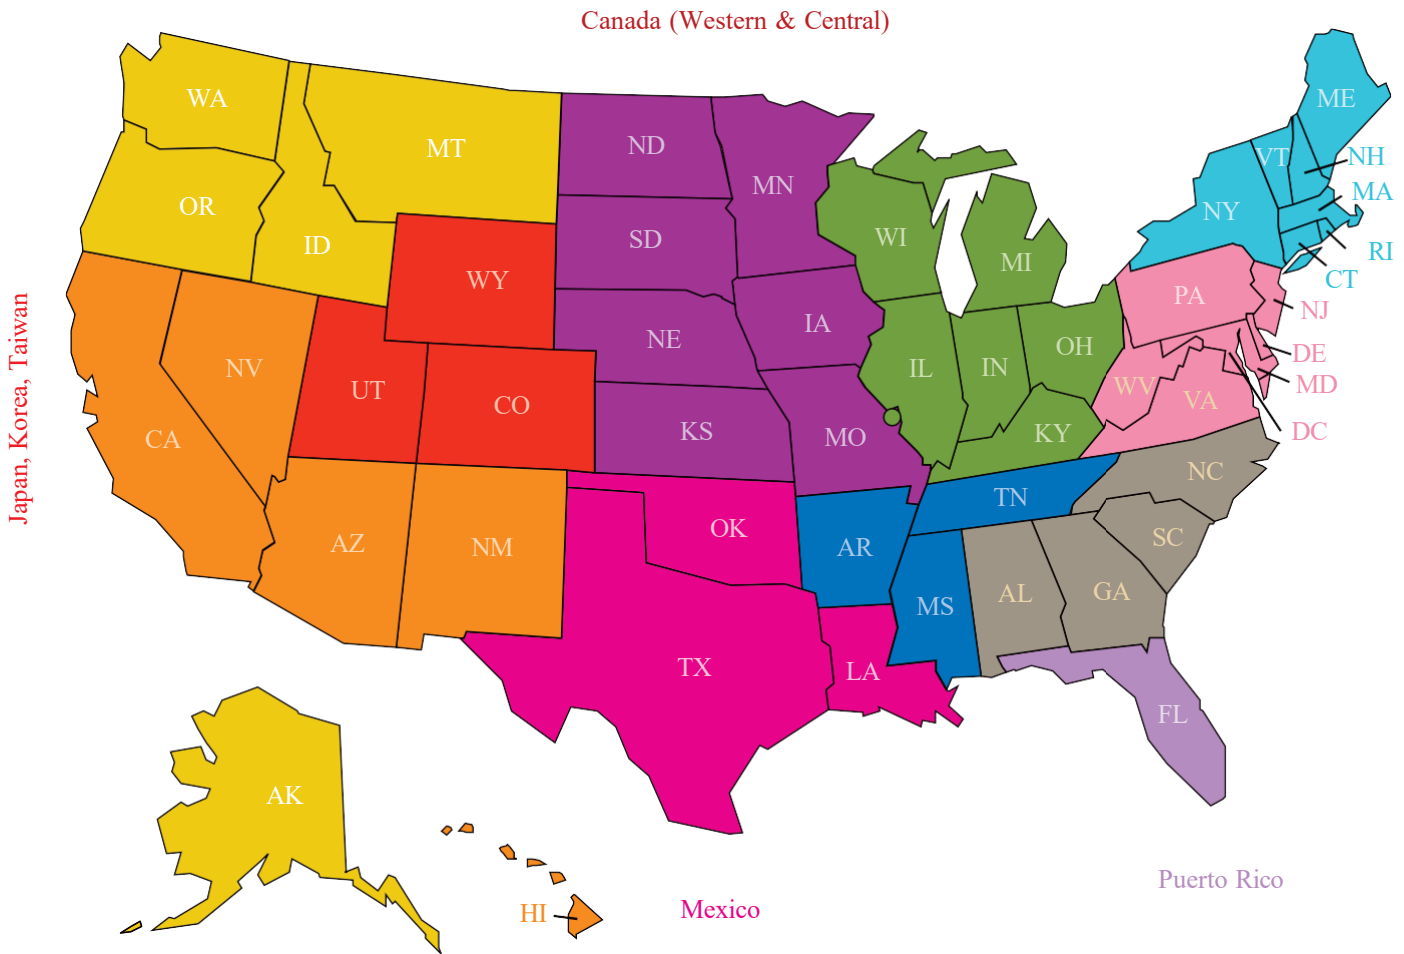 Canada (Western & Central)
WA
MT
ND
MN
ME
VT
NH
MA
OR
ID
SD
WI
MI
NY
RI
CT
WY
PA
NJ
Japan, Korea, Taiwan
NV
UT
CO
NE
IA
IL
IN
OH
DE
MD
WV
VA
DC
CA
KS
MO
KY
NC
AZ
NM
OK
AR
TN
SC
TX
LA
MS
AL
GA
FL
AK
HI
Mexico
Puerto Rico